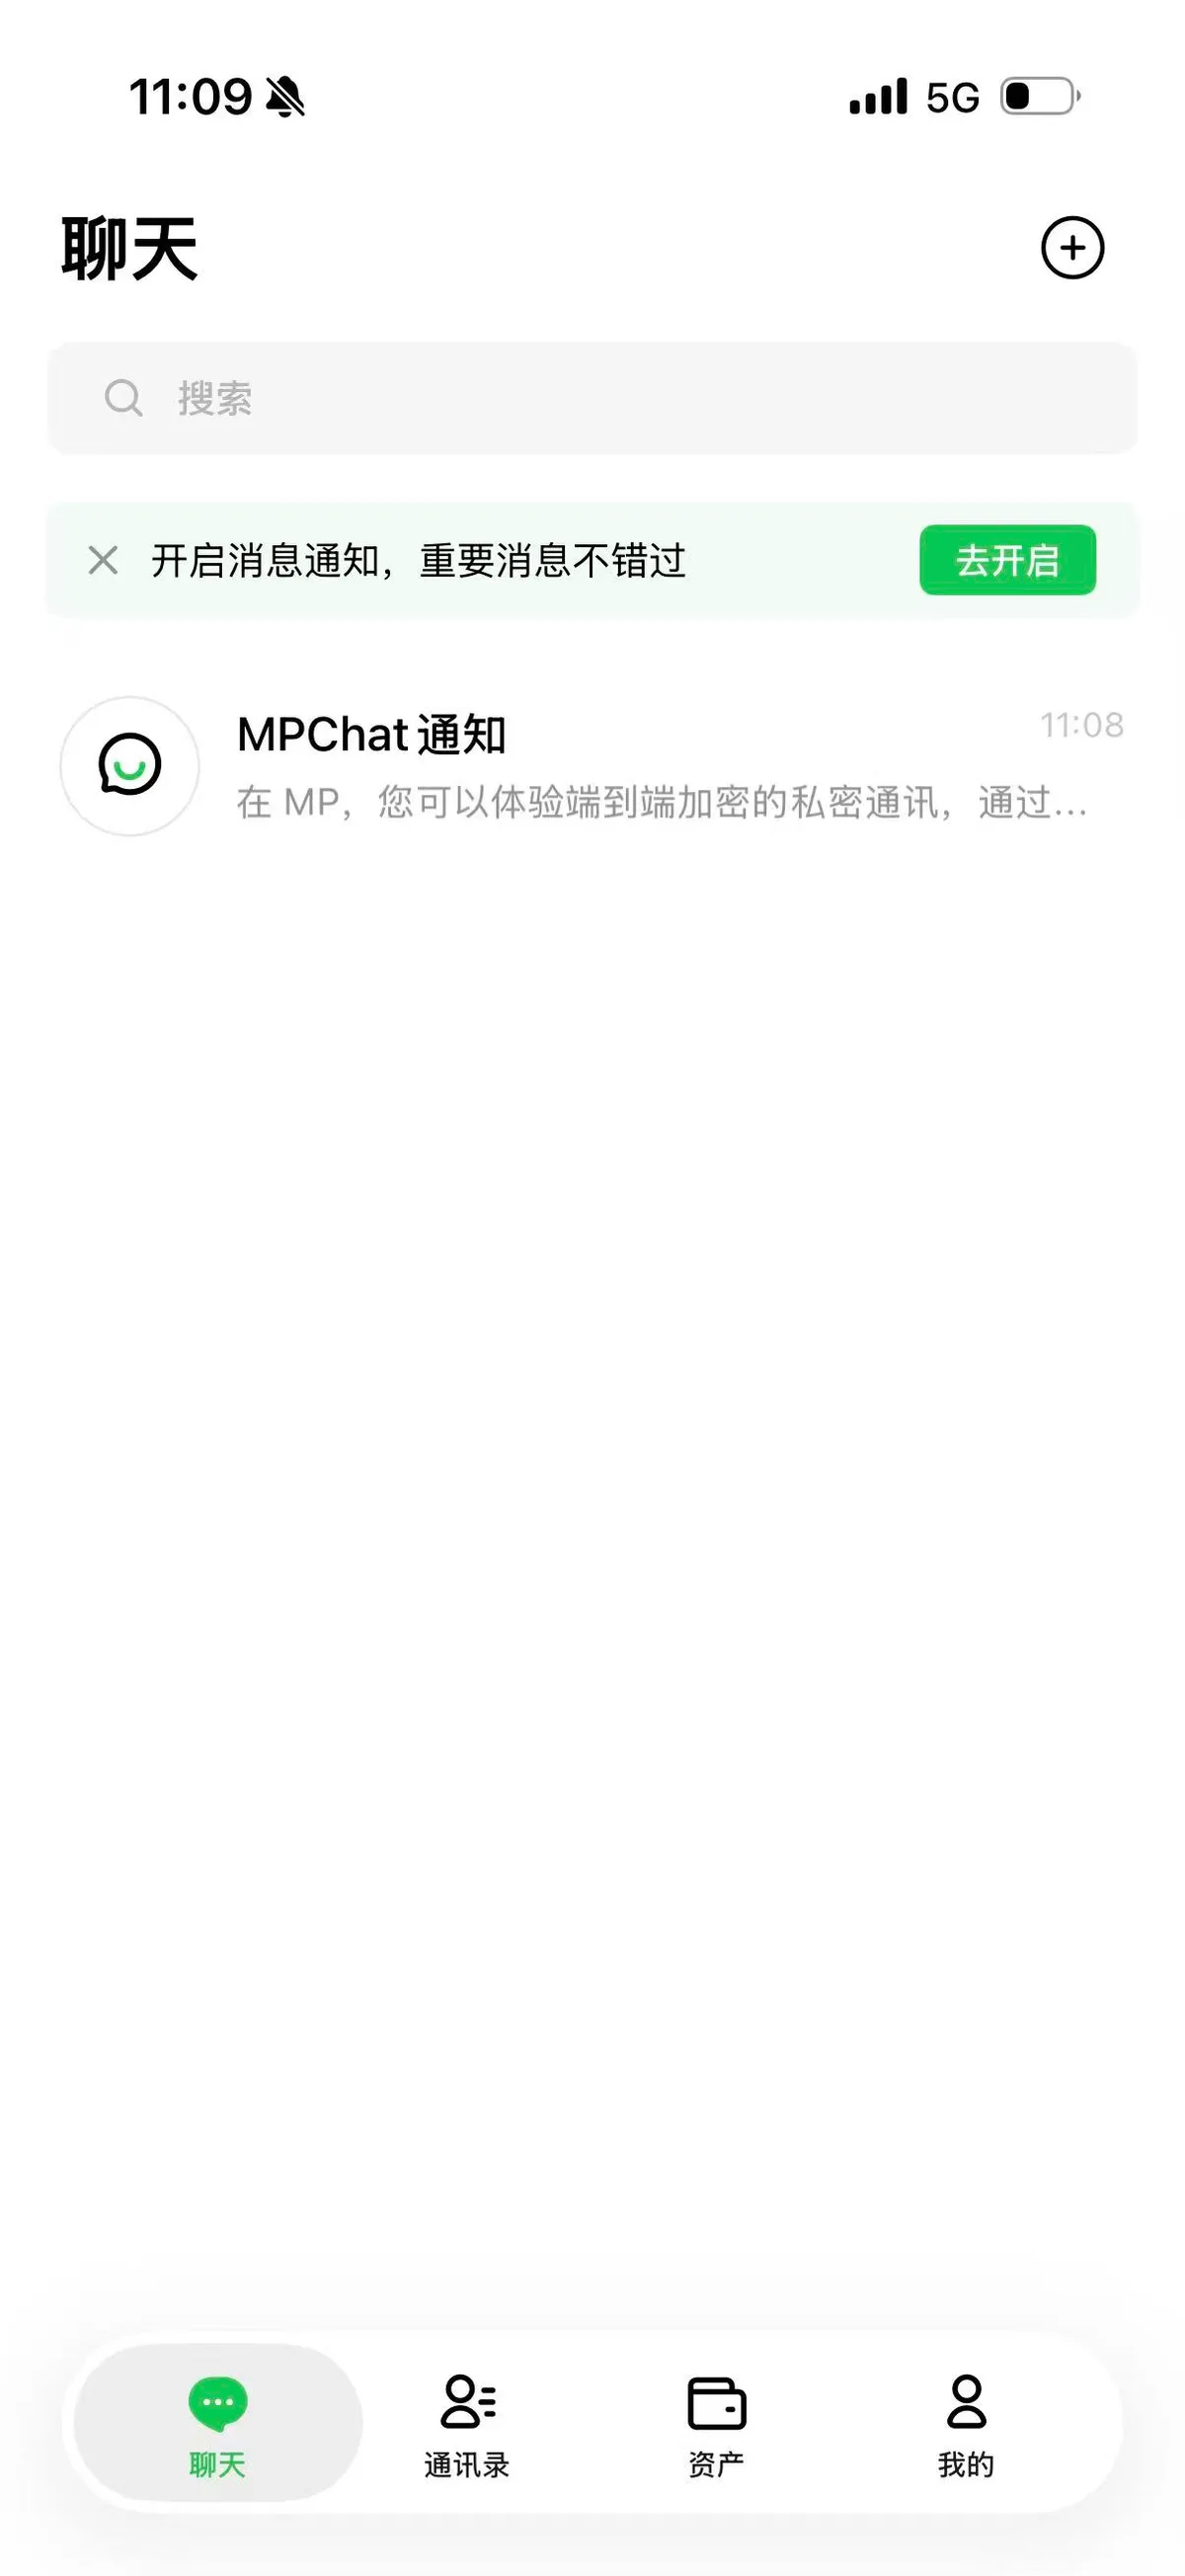 11:09
5G
聊天
搜索
开启消息通知，重要消息不错过
去开启
MPChat 通知
11:08
在 MP，您可以体验端到端加密的私密通讯，通过...
聊天
通讯录
资产
我的